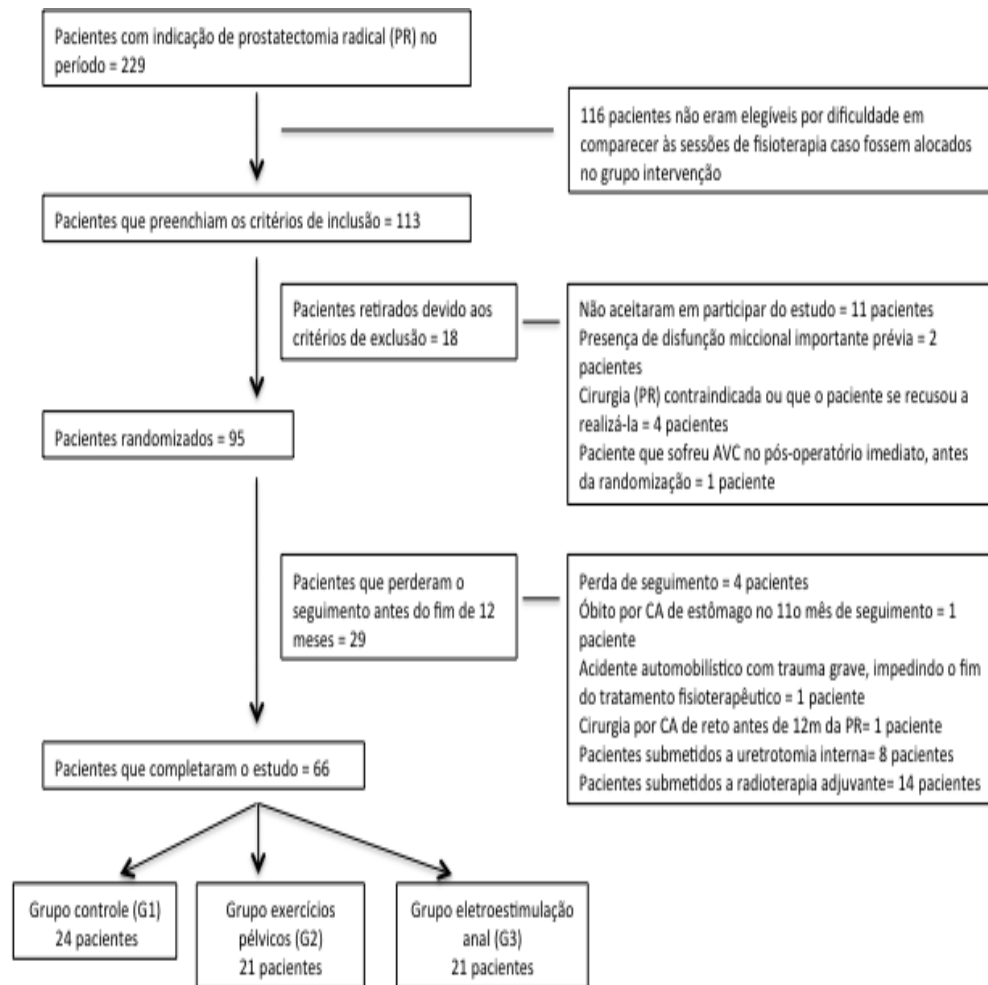 Pacientes com indicação de prostatectomia radical (PR) no
período = 229
116 pacientes não eram elegíveis por dificuldade em
comparecer às sessões de fisioterapia caso fossem alocados
no grupo intervenção
Pacientes que preenchiam os critérios de inclusão = 113
Pacientes retirados devido aos
critérios de exclusão = 18
Não aceitaram em participar do estudo = 11 pacientes
Presença de disfunção miccional importante prévia = 2
pacientes
Cirurgia (PR) contraindicada ou que o paciente se recusou a
realizá-la = 4 pacientes
Paciente que sofreu AVC no pós-operatório imediato, antes
da randomização = 1 paciente
Pacientes randomizados = 95
Pacientes que perderam o
seguimento antes do fim de 12
meses = 29
Perda de seguimento = 4 pacientes
Óbito por CA de estômago no 11o mês de seguimento = 1
paciente
Acidente automobilístico com trauma grave, impedindo o fim
do tratamento fisioterapêutico = 1 paciente
Cirurgia por CA de reto antes de 12m da PR= 1 paciente
Pacientes submetidos a uretrotomia interna= 8 pacientes
Pacientes submetidos a radioterapia adjuvante= 14 pacientes
Pacientes que completaram o estudo = 66
Grupo controle (G1)
24 pacientes
Grupo exercícios
pélvicos (G2)
21 pacientes
Grupo eletroestimulação
anal (G3)
21 pacientes